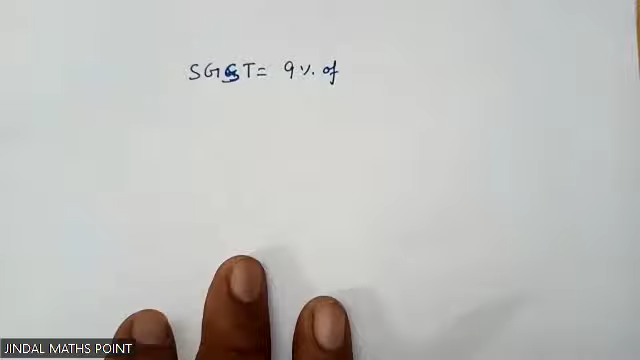 SGST= 9%. of
JINDAL MATHS POINT